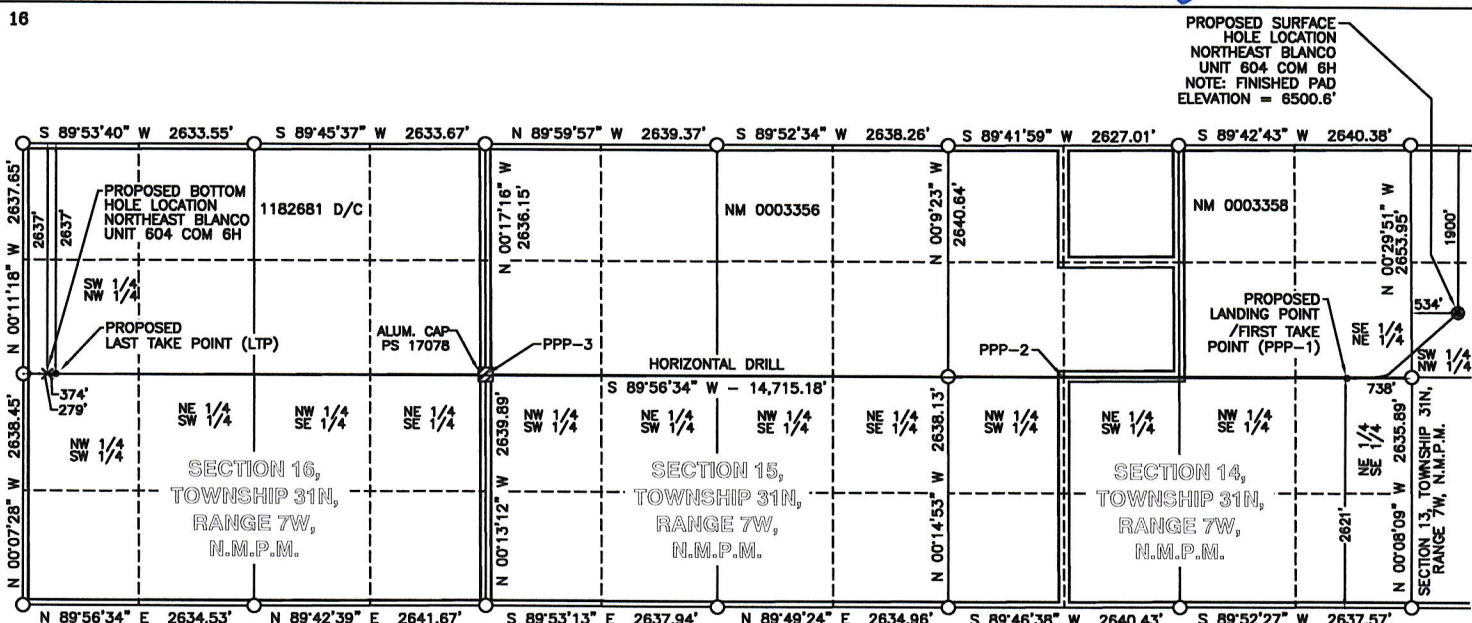 16
PROPOSED SURFACE
HOLE LOCATION
NORTHEAST BLANCO
UNIT 604 COM 6H
NOTE: FINISHED PAD
ELEVATION = 6500.6'
S 89°53'40" W 2633.55'
S 89°45'37" W 2633.67'
N 89°59'57" W 2639.37'
S 89°52'34" W 2638.26'
S 89°41'59" W 2627.01'
S 89°42'43" W 2640.38'
N 00°11'18" W 2637.65'
2637'
2637'
PROPOSED BOTTOM
HOLE LOCATION
NORTHEAST BLANCO
UNIT 604 COM 6H
1182681 D/C
N 00°17'16" W
2636.15'
NM 0003356
N 00°09'23" W
2640.64'
NM 0003358
N 00°29'51" W
2653.95'
1900'
SW 1/4
NW 1/4
PROPOSED
LAST TAKE POINT (LTP)
ALUM. CAP
PS 17078
PPP-3
HORIZONTAL DRILL
S 89°56'34" W - 14,715.18'
PPP-2
PROPOSED
LANDING POINT
/FIRST TAKE
POINT (PPP-1)
534'
SE 1/4
NE 1/4
SW 1/4
NW 1/4
738'
374'
279'
NW 1/4
SW 1/4
NE 1/4
SW 1/4
NW 1/4
SE 1/4
NE 1/4
SE 1/4
NW 1/4
SW 1/4
NE 1/4
SW 1/4
NW 1/4
SE 1/4
NE 1/4
SE 1/4
NW 1/4
SW 1/4
NE 1/4
SW 1/4
NW 1/4
SE 1/4
NE 1/4
SE 1/4
N 00°07'28" W 2638.45'
SECTION 16,
TOWNSHIP 31N,
RANGE 7W,
N.M.P.M.
N 00°13'12" W 2639.89'
SECTION 15,
TOWNSHIP 31N,
RANGE 7W,
N.M.P.M.
N 00°14'53" W 2638.13'
SECTION 14,
TOWNSHIP 31N,
RANGE 7W,
N.M.P.M.
2621'
N 00°08'09" W 2635.89'
SECTION 13, TOWNSHIP 31N,
RANGE 7W, N.M.P.M.
N 89°56'34" E 2634.53'
N 89°42'39" E 2641.67'
S 89°53'13" E 2637.94'
N 89°49'24" E 2634.96'
S 89°46'38" W 2640.43'
S 89°52'27" W 2637.57'